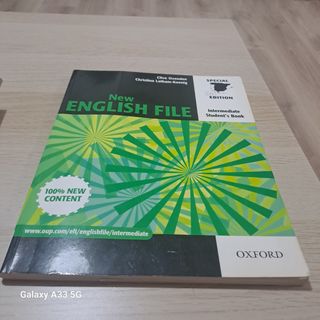 Clive Oxenden
Christina Latham-Koenig
New
ENGLISH FILE
SPECIAL
EDITION
Intermediate
Student's Book
100% NEW
CONTENT
www.oup.com/elt/englishfile/intermediate
OXFORD
Galaxy A33 5G